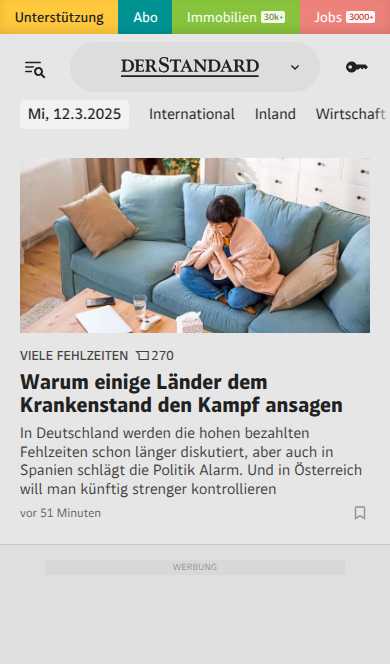 Unterstützung Abo Immobilien 30k+ Jobs 3000+
DERSTANDARD
Mi, 12.3.2025 International Inland Wirtschaft
VIELE FEHLZEITEN 270
Warum einige Länder dem
Krankenstand den Kampf ansagen
In Deutschland werden die hohen bezahlten
Fehlzeiten schon länger diskutiert, aber auch in
Spanien schlägt die Politik Alarm. Und in Österreich
will man künftig strenger kontrollieren
vor 51 Minuten
WERBUNG